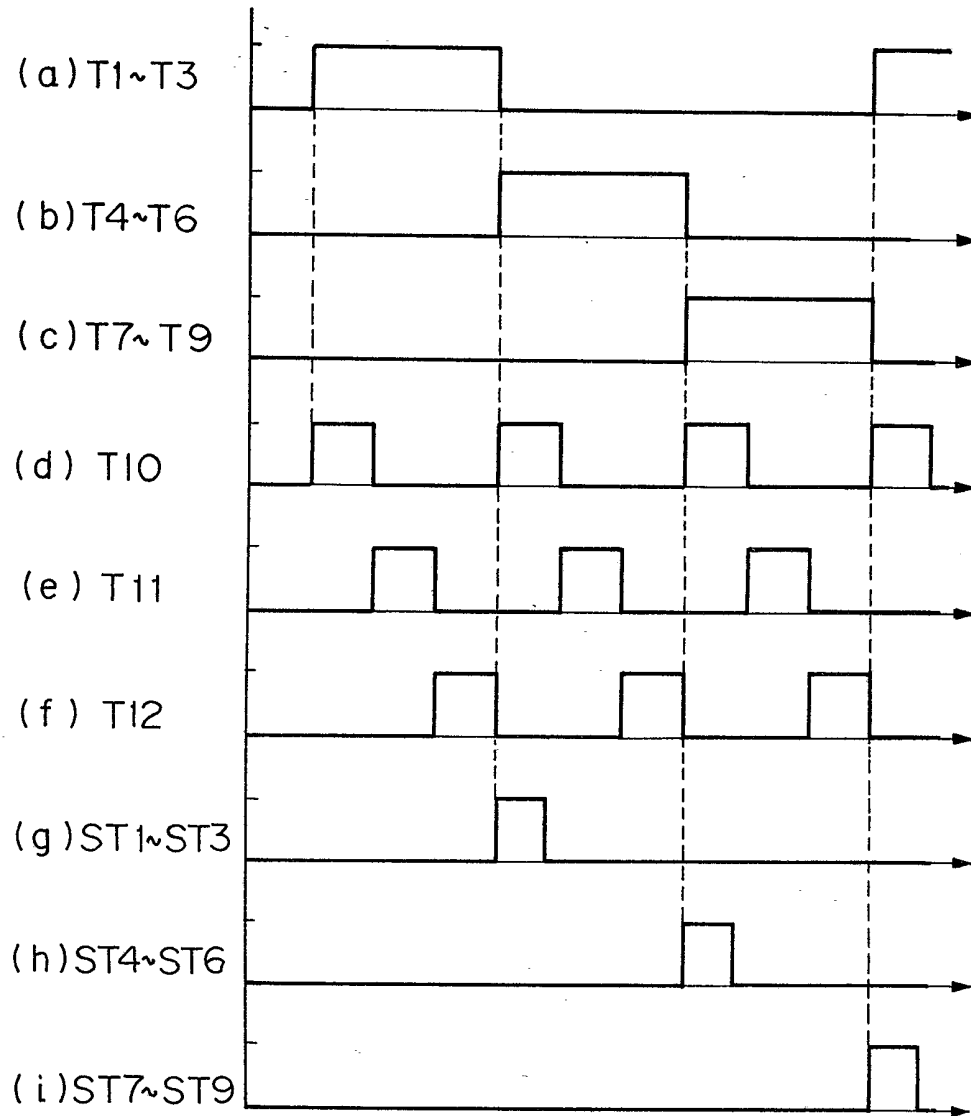 (a) T1~T3
(b) T4~T6
(c) T7~T9
(d) T10
(e) T11
(f) T12
(g) ST1~ST3
(h) ST4~ST6
(i) ST7~ST9